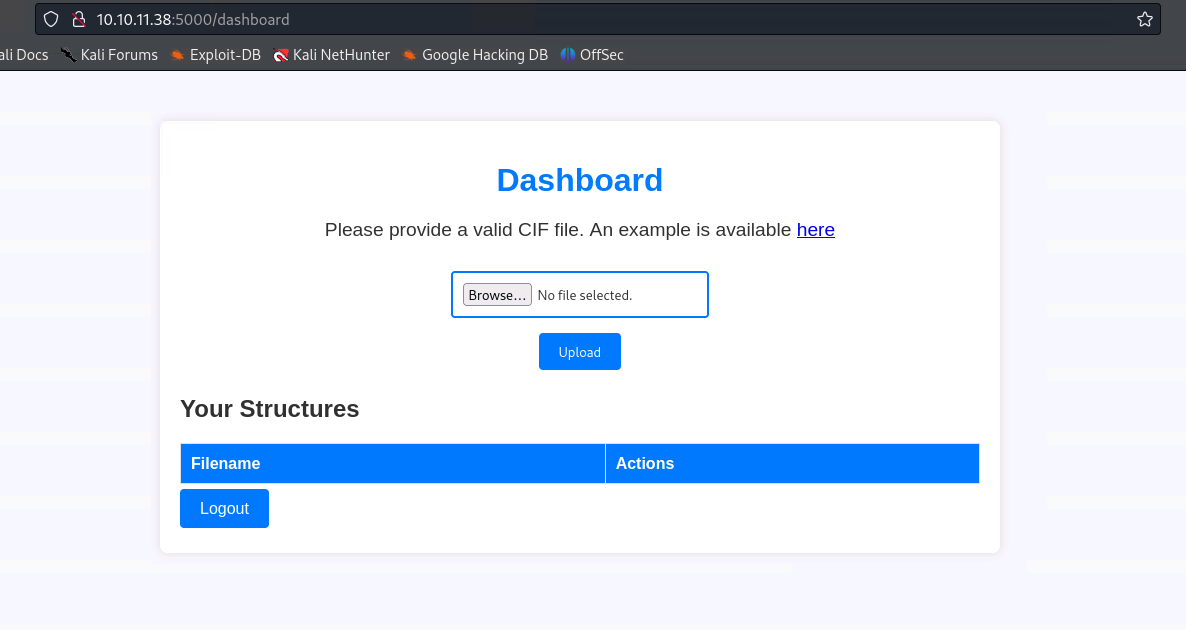 10.10.11.38:5000/dashboard
ali Docs Kali Forums Exploit-DB Kali NetHunter Google Hacking DB OffSec
Dashboard
Please provide a valid CIF file. An example is available here
Browse... No file selected.
Upload
Your Structures
Filename Actions
Logout